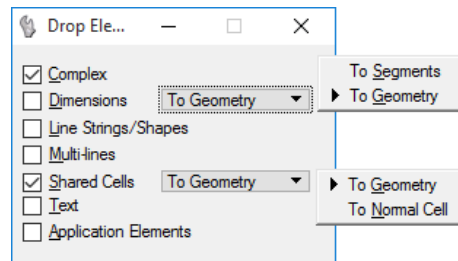 Drop Ele...
Complex
Dimensions To Geometry
Line Strings/Shapes
Multi-lines
Shared Cells To Geometry
Text
Application Elements
To Segments
To Geometry
To Geometry
To Normal Cell